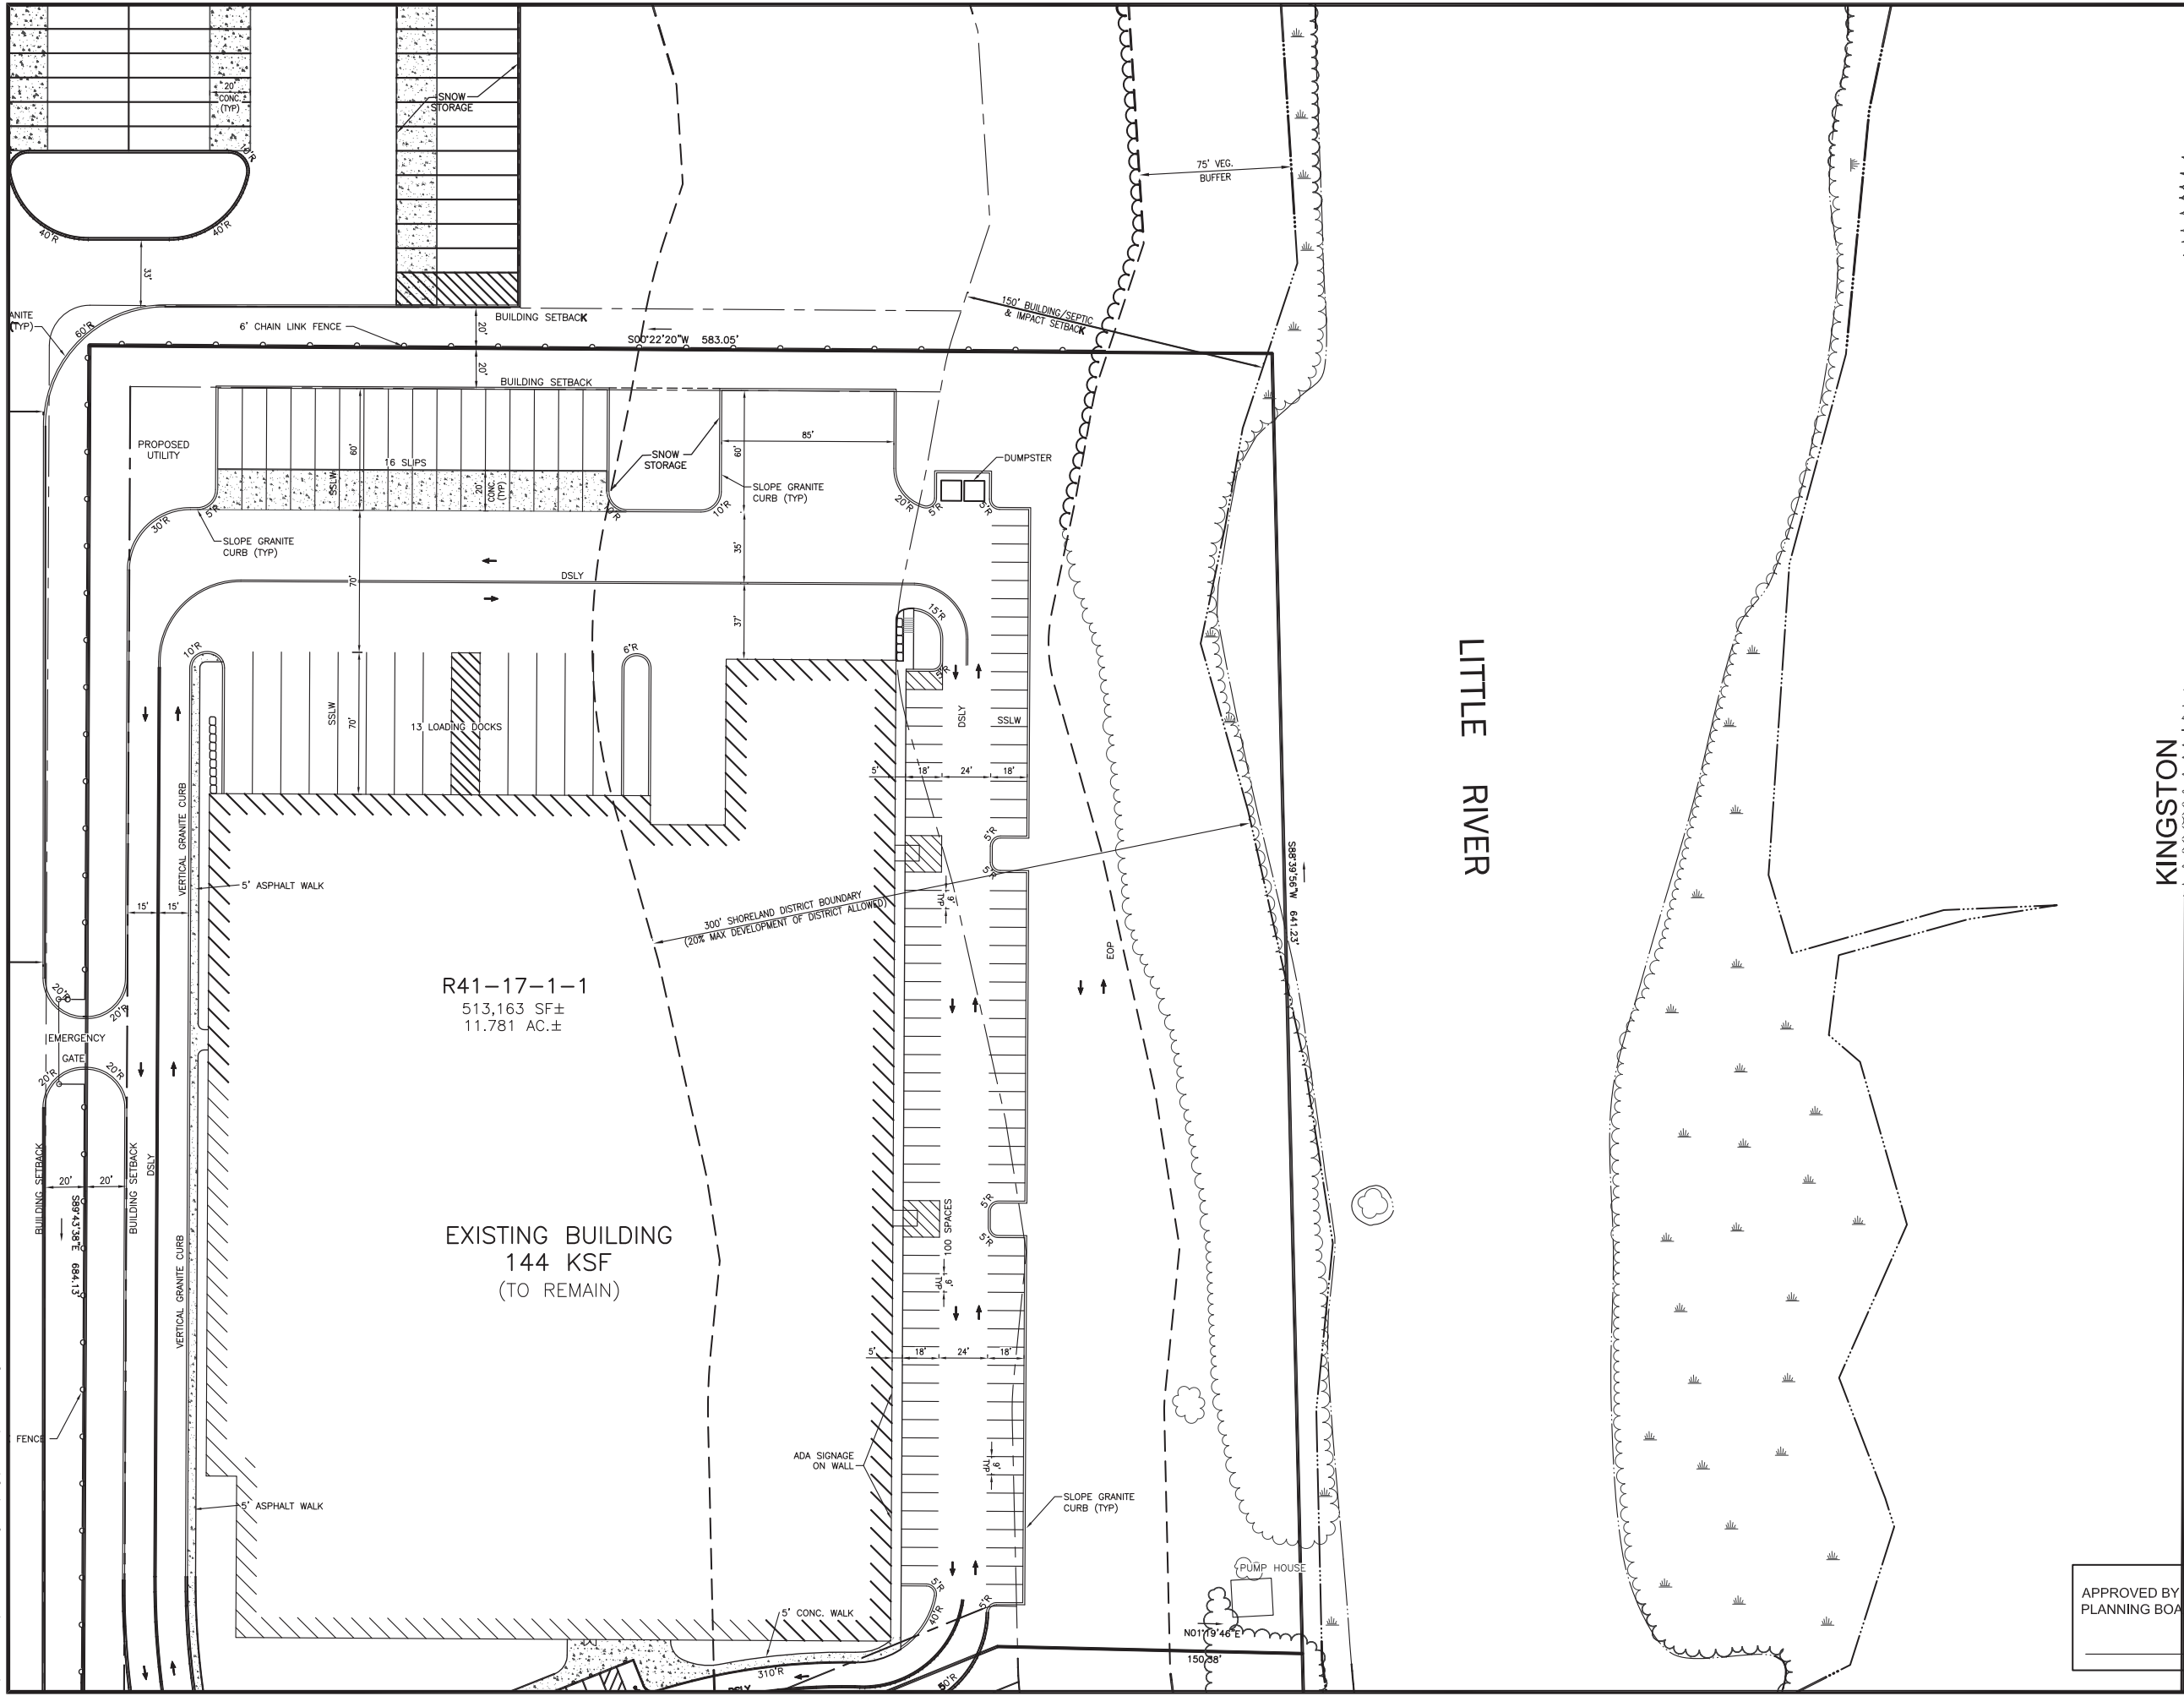 20'
CONC.
(TYP)
SNOW
STORAGE
40'R
40'R
33'
75' VEG.
BUFFER
60'R
6' CHAIN LINK FENCE
20'
BUILDING SETBACK
S00°22'20"W 583.05'
150' BUILDING/SEPTIC
& IMPACT SETBACK
20'
BUILDING SETBACK
PROPOSED
UTILITY
60'
16 SLIPS
SSLW
20'
CONC.
(TYP)
SNOW
STORAGE
85'
60'
SLOPE GRANITE
CURB (TYP)
DUMPSTER
30'R
5'R
10'R
20'R
5'R
5'R
SLOPE GRANITE
CURB (TYP)
35'
70'
DSLY
37'
15'R
10'R
6'R
5'R
SSLW
70'
13 LOADING DOCKS
DSLY
SSLW
5'
18'
24'
18'
LITTLE RIVER
KINGSTON
VERTICAL GRANITE CURB
5' ASPHALT WALK
15'
15'
5'R
5'R
9'
TYP
300' SHORELAND DISTRICT BOUNDARY
(20% MAX DEVELOPMENT OF DISTRICT ALLOWED)
S88°39'56"W 641.23'
EOP
R41-17-1-1
513,163 SF±
11.781 AC.±
20'R
20'R
EMERGENCY
GATE
20'R
20'R
BUILDING SETBACK
20'
20'
S89°43'38"E 684.13'
BUILDING SETBACK
DSLY
VERTICAL GRANITE CURB
EXISTING BUILDING
144 KSF
(TO REMAIN)
100 SPACES
5'R
5'R
9'
TYP
5'
18'
24'
18'
FENCE
ADA SIGNAGE
ON WALL
9'
TYP
5' ASPHALT WALK
SLOPE GRANITE
CURB (TYP)
PUMP HOUSE
5' CONC. WALK
5'R
40'R
5'R
N01°19'46"E
150.38'
310'R
DSLY
50'R
APPROVED BY
PLANNING BOA